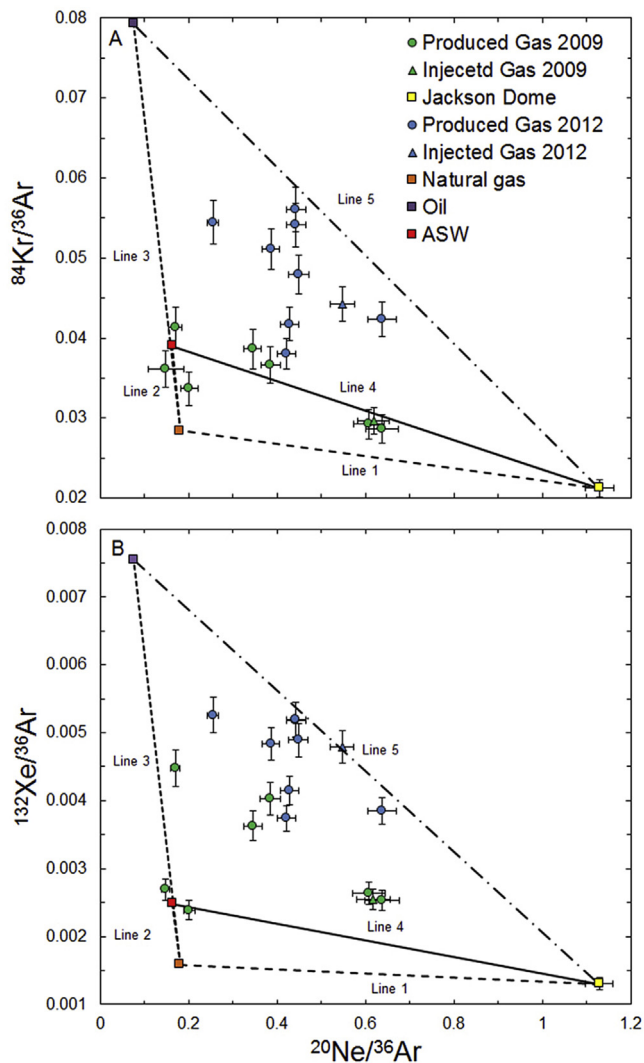 0.08
A
Produced Gas 2009
Injecetd Gas 2009
0.07
Jackson Dome
Produced Gas 2012
Injected Gas 2012
0.06
Natural gas
Line 5
Oil
ASW
84Kr/36Ar
0.05
Line 3
0.04
Line 2
Line 4
0.03
Line 1
0.02
0.008
B
0.007
0.006
132Xe/36Ar
0.005
Line 3
Line 5
0.004
0.003
Line 2
Line 4
0.002
Line 1
0.001
0 0.2 0.4 0.6 0.8 1 1.2
20Ne/36Ar